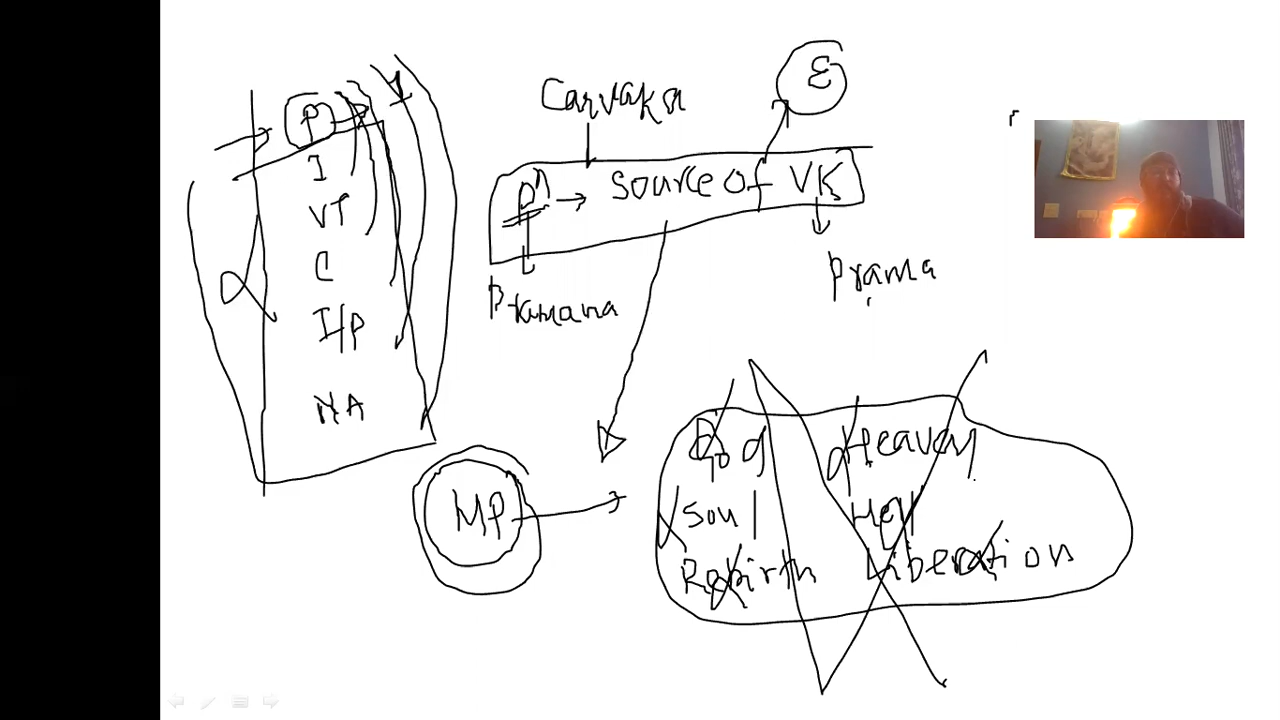 P
I
VT
C
I/P
NA
Carvaka
ε
P → Source of VK
Pramana
Prama
MP
God Heaven
Soul Hell
Rebirth Liberation